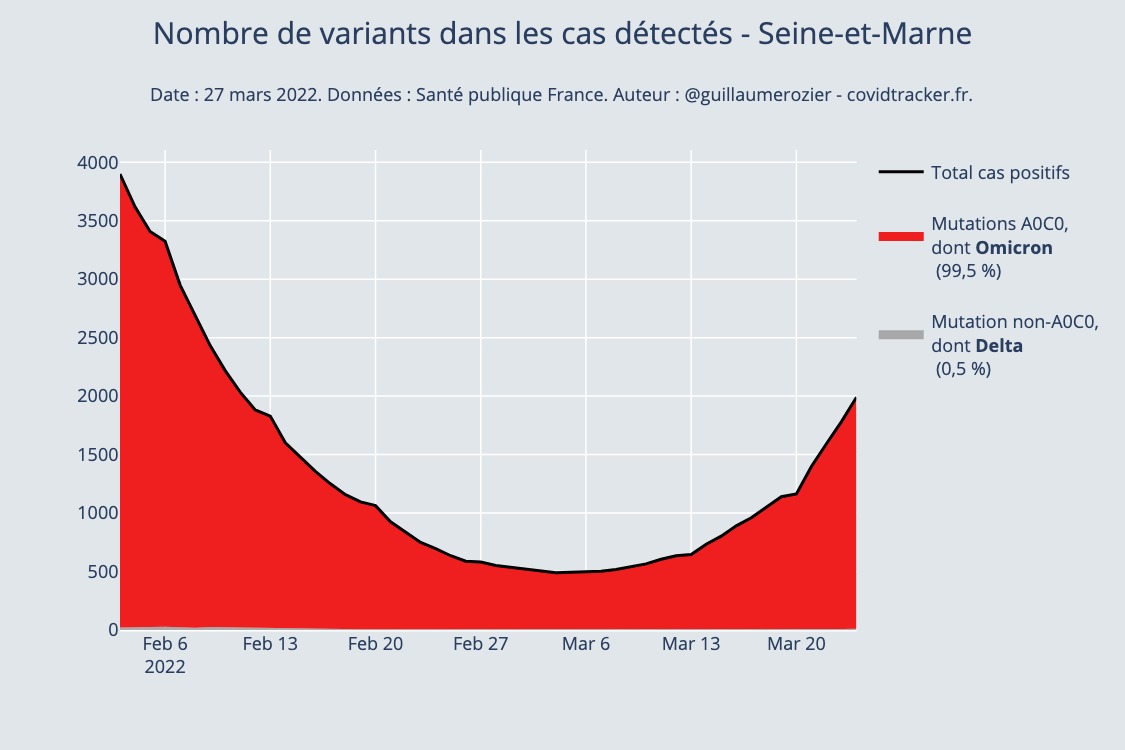 Nombre de variants dans les cas détectés - Seine-et-Marne
Date : 27 mars 2022. Données : Santé publique France. Auteur : @guillaumerozier - covidtracker.fr.
4000
3500
3000
2500
2000
1500
1000
500
0
Feb 6
2022
Feb 13
Feb 20
Feb 27
Mar 6
Mar 13
Mar 20
Total cas positifs
Mutations A0C0,
dont Omicron
(99,5 %)
Mutation non-A0C0,
dont Delta
(0,5 %)